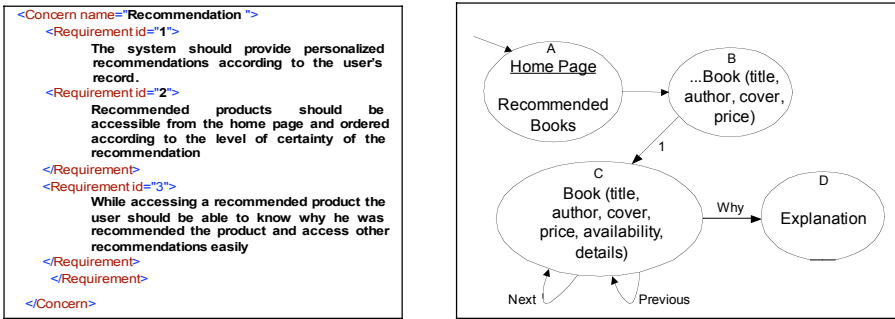 <Concern name="Recommendation ">
<Requirement id="1">
The system should provide personalized
recommendations according to the user's
record.
<Requirement id="2">
Recommended products should be
accessible from the home page and ordered
according to the level of certainty of the
recommendation
</Requirement>
<Requirement id="3">
While accessing a recommended product the
user should be able to know why he was
recommended the product and access other
recommendations easily
</Requirement>
</Requirement>
</Concern>
A
Home Page
Recommended
Books
B
...Book (title,
author, cover,
price)
1
C
Book (title,
author, cover,
price, availability,
details)
Why
D
Explanation
Next
Previous